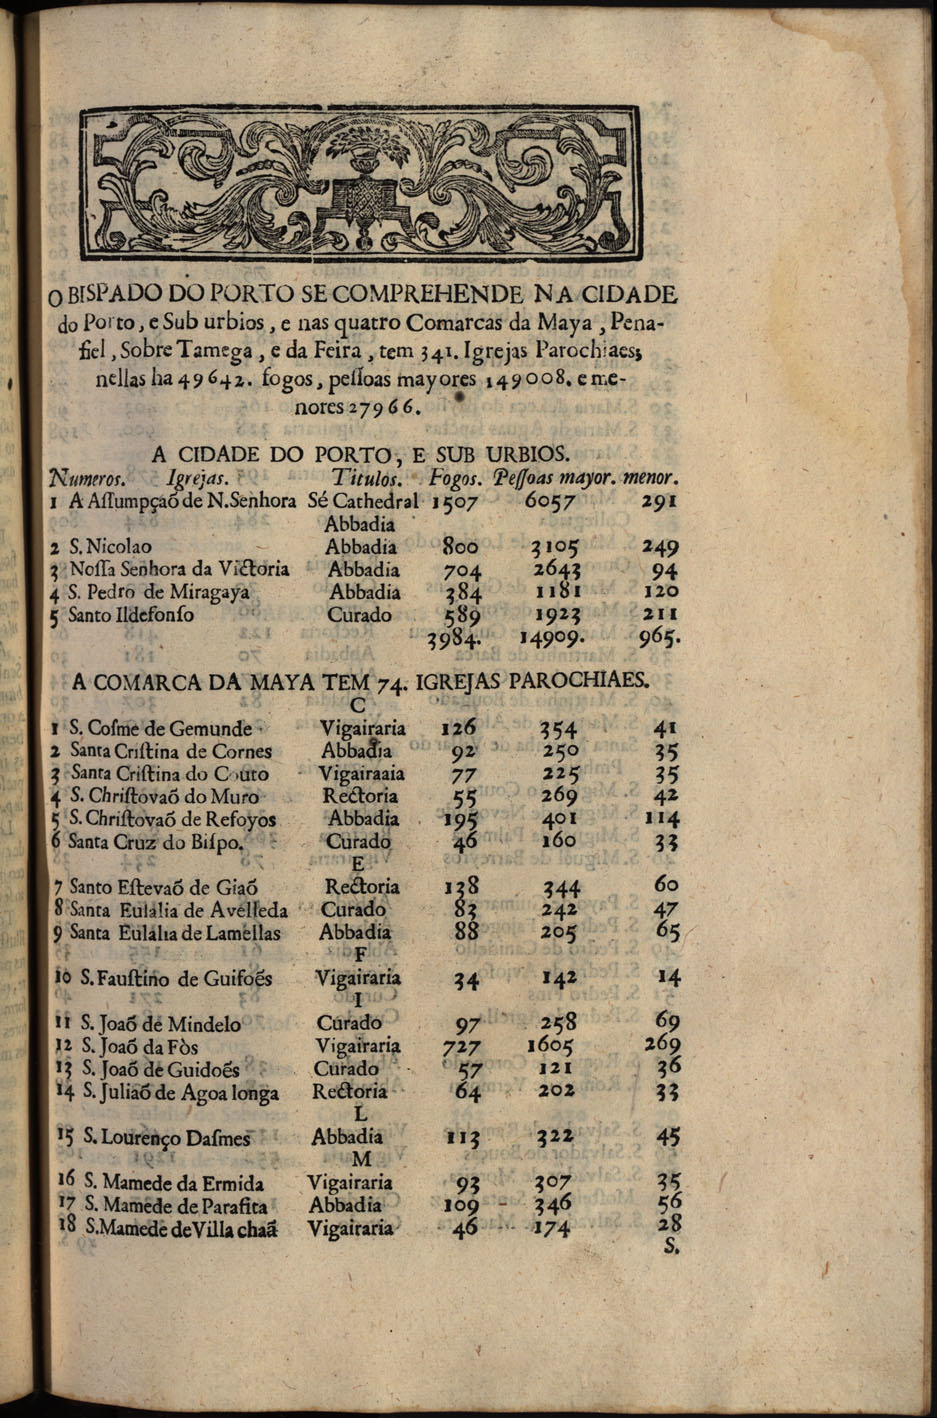 O BISPADO DO PORTO SE COMPREHENDE NA CIDADE
do Porto, e Sub urbios, e nas quatro Comarcas da Maya, Pena-
fiel, Sobre Tamega, e da Feira, tem 341. Igrejas Parochiaes;
nellas ha 49642. fogos, peſſoas mayores 149008. e me-
nores 27966.
A CIDADE DO PORTO, E SUB URBIOS.
Numeros. Igrejas. Titulos. Fogos. Peſſoas mayor. menor.
1 A Aſſumpçaõ de N.Senhora Sé Cathedral 1507 6057 291
Abbadia
2 S. Nicolao Abbadia 800 3105 249
3 Noſſa Senhora da Victoria Abbadia 704 2643 94
4 S. Pedro de Miragaya Abbadia 384 1181 120
5 Santo Ildefonſo Curado 589 1923 211
3984. 14909. 965.
A COMARCA DA MAYA TEM 74. IGREJAS PAROCHIAES.
C
1 S. Coſme de Gemunde Vigairaria 126 354 41
2 Santa Criſtina de Cornes Abbadia 92 250 35
3 Santa Criſtina do Couto Vigairaaia 77 225 35
4 S. Chriſtovaõ do Muro Rectoria 55 269 42
5 S. Chriſtovaõ de Refoyos Abbadia 195 401 114
6 Santa Cruz do Biſpo. Curado 46 160 33
E
7 Santo Eſtevaõ de Giaõ Rectoria 138 344 60
8 Santa Eulalia de Avelleda Curado 83 242 47
9 Santa Eulalia de Lamellas Abbadia 88 205 65
F
10 S. Fauſtino de Guifoẽs Vigairaria 34 142 14
I
11 S. Joaõ de Mindelo Curado 97 258 69
12 S. Joaõ da Fòs Vigairaria 727 1605 269
13 S. Joaõ de Guidoẽs Curado 57 121 36
14 S. Juliaõ de Agoa longa Rectoria 64 202 33
L
15 S. Lourenço Daſmes Abbadia 113 322 45
M
16 S. Mamede da Ermida Vigairaria 93 307 35
17 S. Mamede de Parafita Abbadia 109 346 56
18 S. Mamede de Villa chaã Vigairaria 46 174 28
S.